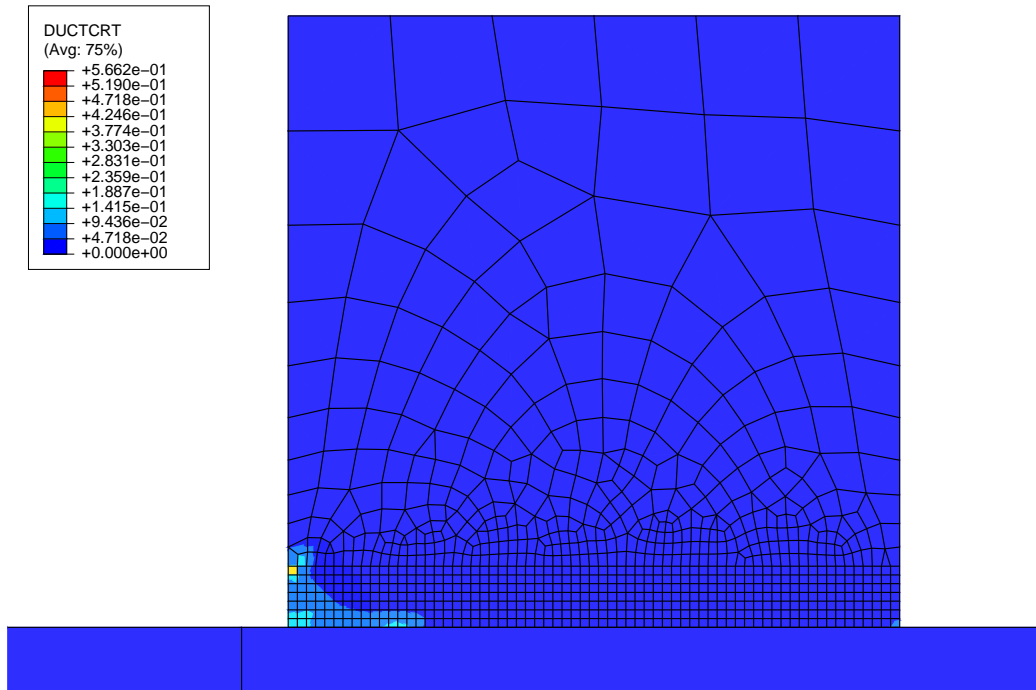 DUCTCRT
(Avg: 75%)
+5.662e−01
+5.190e−01
+4.718e−01
+4.246e−01
+3.774e−01
+3.303e−01
+2.831e−01
+2.359e−01
+1.887e−01
+1.415e−01
+9.436e−02
+4.718e−02
+0.000e+00